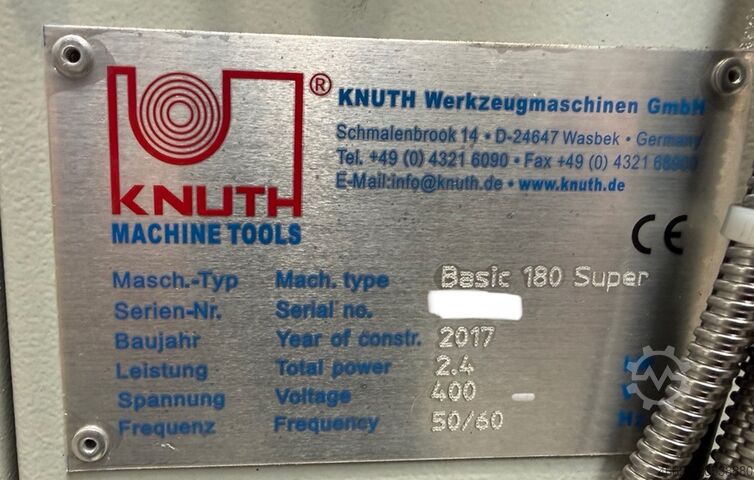 KNUTH ®
MACHINE TOOLS
KNUTH Werkzeugmaschinen GmbH
Schmalenbrook 14 • D-24647 Wasbek • Germany
Tel. +49 (0) 4321 6090 • Fax +49 (0) 4321
E-Mail:info@knuth.de • www.knuth.de
CE
Masch.-Typ Mach. type Basic 180 Super
Serien-Nr. Serial no.
Baujahr Year of constr. 2017
Leistung Total power 2.4
Spannung Voltage 400
Frequenz Frequency 50/60 Hz